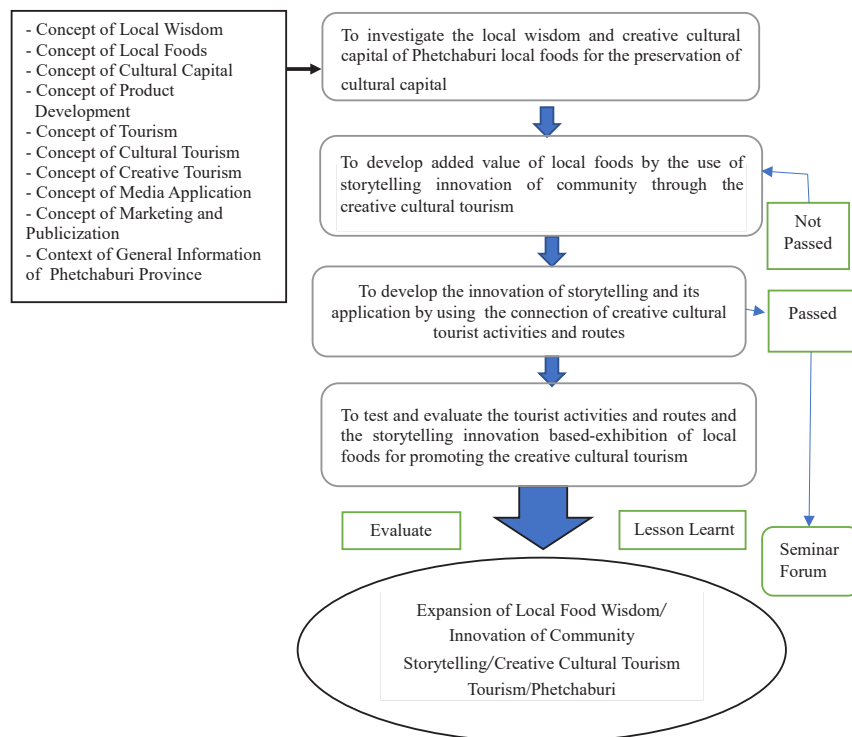 - Concept of Local Wisdom
- Concept of Local Foods
- Concept of Cultural Capital
- Concept of Product
Development
- Concept of Tourism
- Concept of Cultural Tourism
- Concept of Creative Tourism
- Concept of Media Application
- Concept of Marketing and
Publicization
- Context of General Information
of Phetchaburi Province
To investigate the local wisdom and creative cultural
capital of Phetchaburi local foods for the preservation of
cultural capital
To develop added value of local foods by the use of
storytelling innovation of community through the
creative cultural tourism
Not
Passed
To develop the innovation of storytelling and its
application by using the connection of creative cultural
tourist activities and routes
Passed
To test and evaluate the tourist activities and routes and
the storytelling innovation based-exhibition of local
foods for promoting the creative cultural tourism
Evaluate
Lesson Learnt
Seminar
Forum
Expansion of Local Food Wisdom/
Innovation of Community
Storytelling/Creative Cultural Tourism
Tourism/Phetchaburi